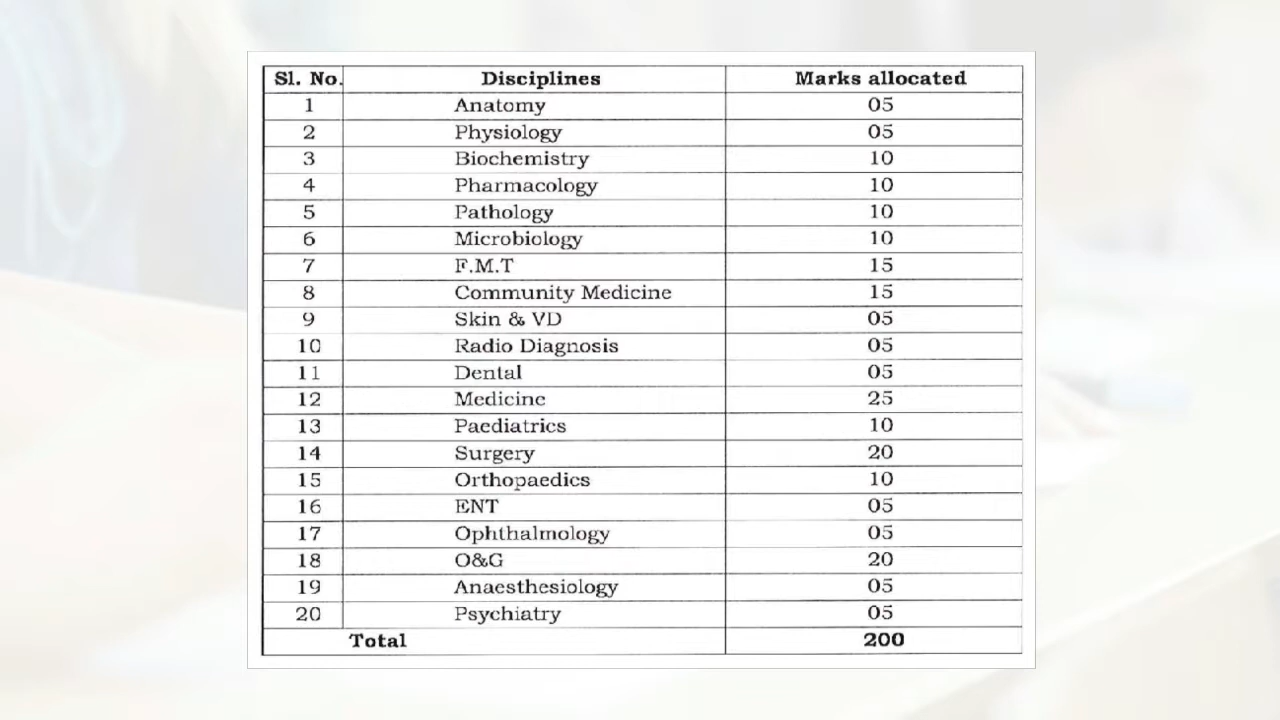 Sl. No. Disciplines Marks allocated
1 Anatomy 05
2 Physiology 05
3 Biochemistry 10
4 Pharmacology 10
5 Pathology 10
6 Microbiology 10
7 F.M.T 15
8 Community Medicine 15
9 Skin & VD 05
10 Radio Diagnosis 05
11 Dental 05
12 Medicine 25
13 Paediatrics 10
14 Surgery 20
15 Orthopaedics 10
16 ENT 05
17 Ophthalmology 05
18 O&G 20
19 Anaesthesiology 05
20 Psychiatry 05
Total 200